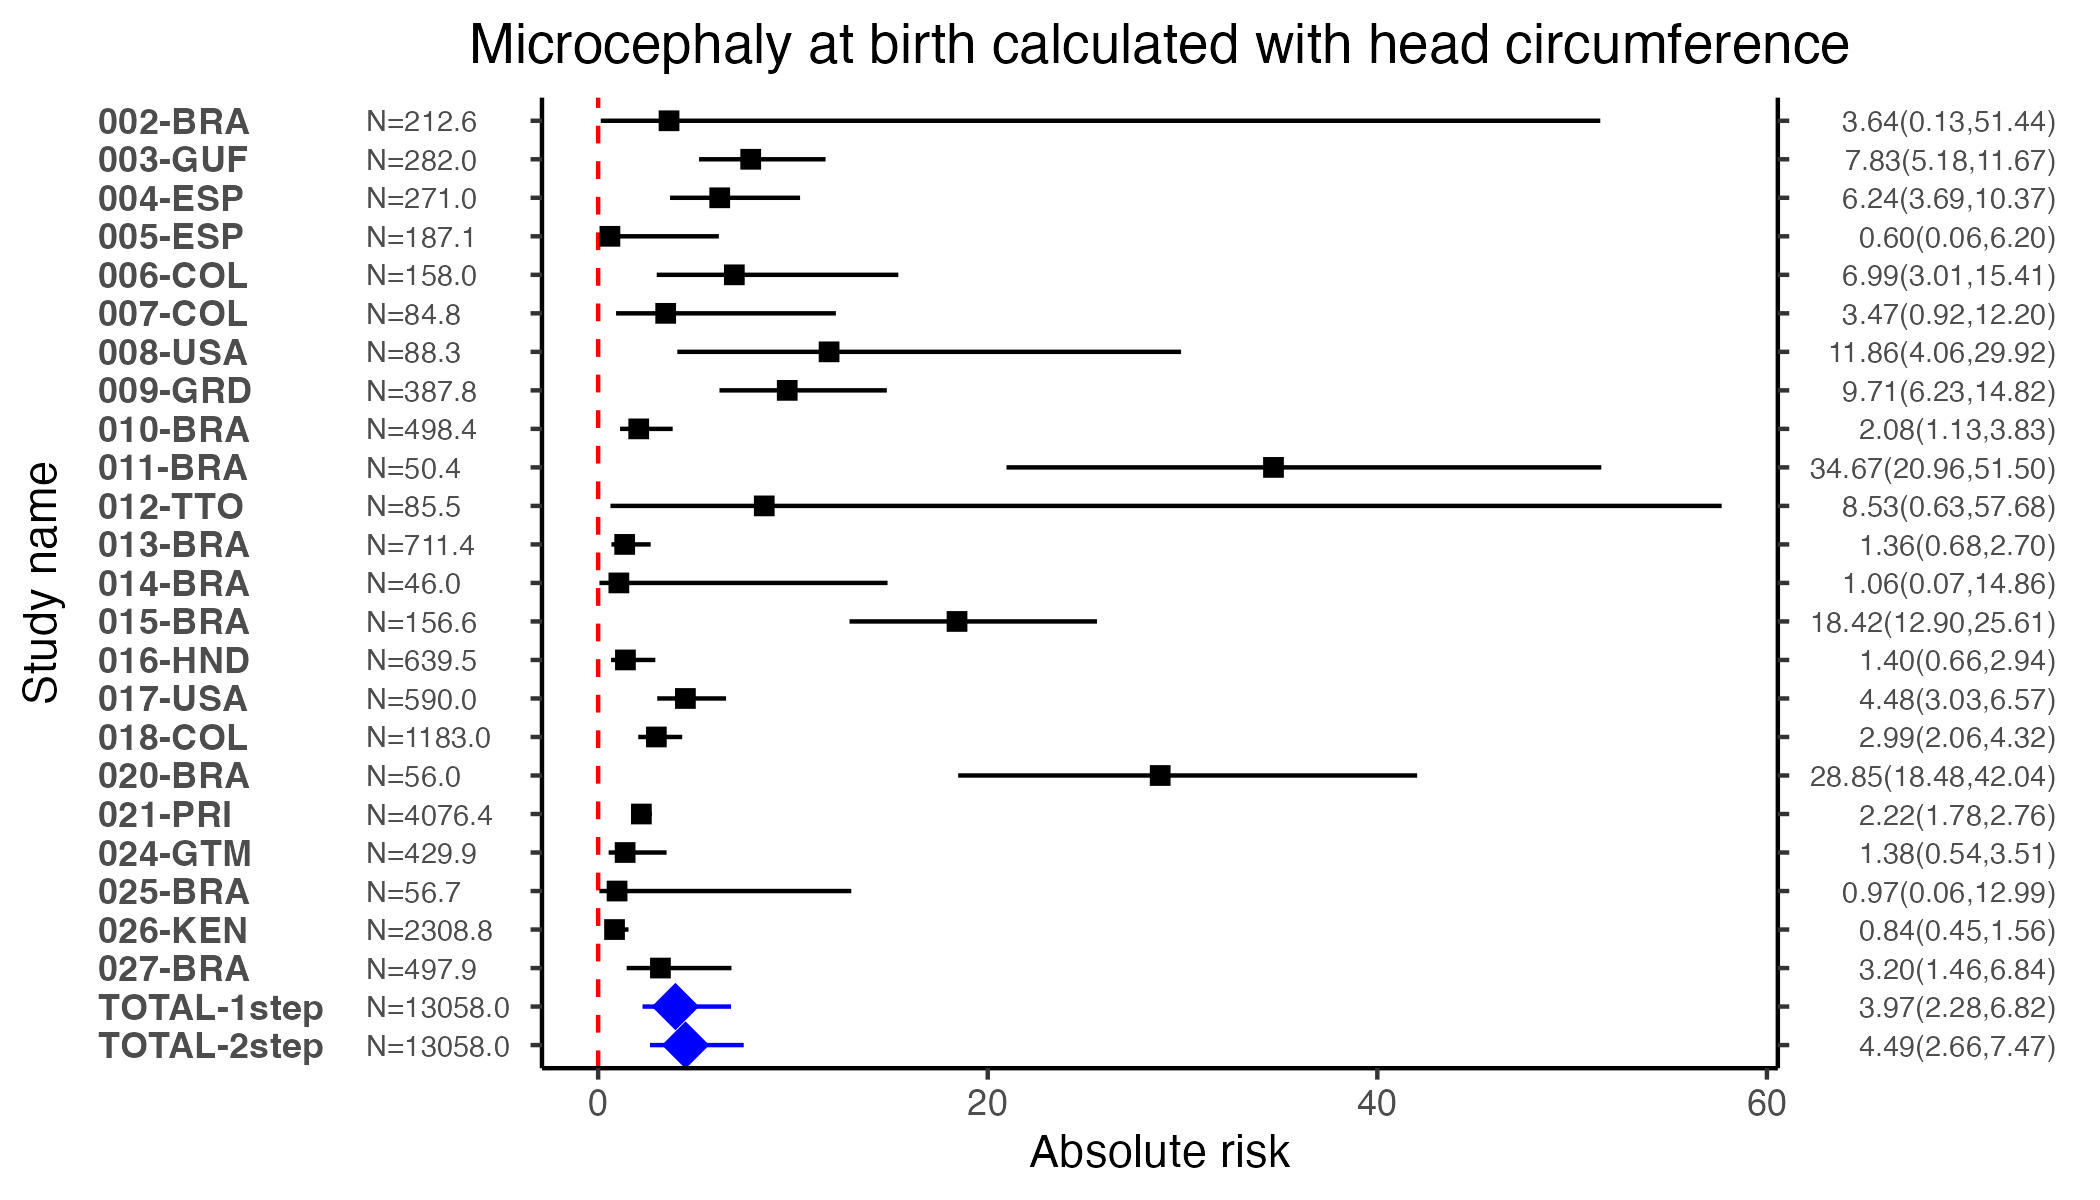 Microcephaly at birth calculated with head circumference
Study name
002-BRA N=212.6 3.64(0.13,51.44)
003-GUF N=282.0 7.83(5.18,11.67)
004-ESP N=271.0 6.24(3.69,10.37)
005-ESP N=187.1 0.60(0.06,6.20)
006-COL N=158.0 6.99(3.01,15.41)
007-COL N=84.8 3.47(0.92,12.20)
008-USA N=88.3 11.86(4.06,29.92)
009-GRD N=387.8 9.71(6.23,14.82)
010-BRA N=498.4 2.08(1.13,3.83)
011-BRA N=50.4 34.67(20.96,51.50)
012-TTO N=85.5 8.53(0.63,57.68)
013-BRA N=711.4 1.36(0.68,2.70)
014-BRA N=46.0 1.06(0.07,14.86)
015-BRA N=156.6 18.42(12.90,25.61)
016-HND N=639.5 1.40(0.66,2.94)
017-USA N=590.0 4.48(3.03,6.57)
018-COL N=1183.0 2.99(2.06,4.32)
020-BRA N=56.0 28.85(18.48,42.04)
021-PRI N=4076.4 2.22(1.78,2.76)
024-GTM N=429.9 1.38(0.54,3.51)
025-BRA N=56.7 0.97(0.06,12.99)
026-KEN N=2308.8 0.84(0.45,1.56)
027-BRA N=497.9 3.20(1.46,6.84)
TOTAL-1step N=13058.0 3.97(2.28,6.82)
TOTAL-2step N=13058.0 4.49(2.66,7.47)
0 20 40 60
Absolute risk